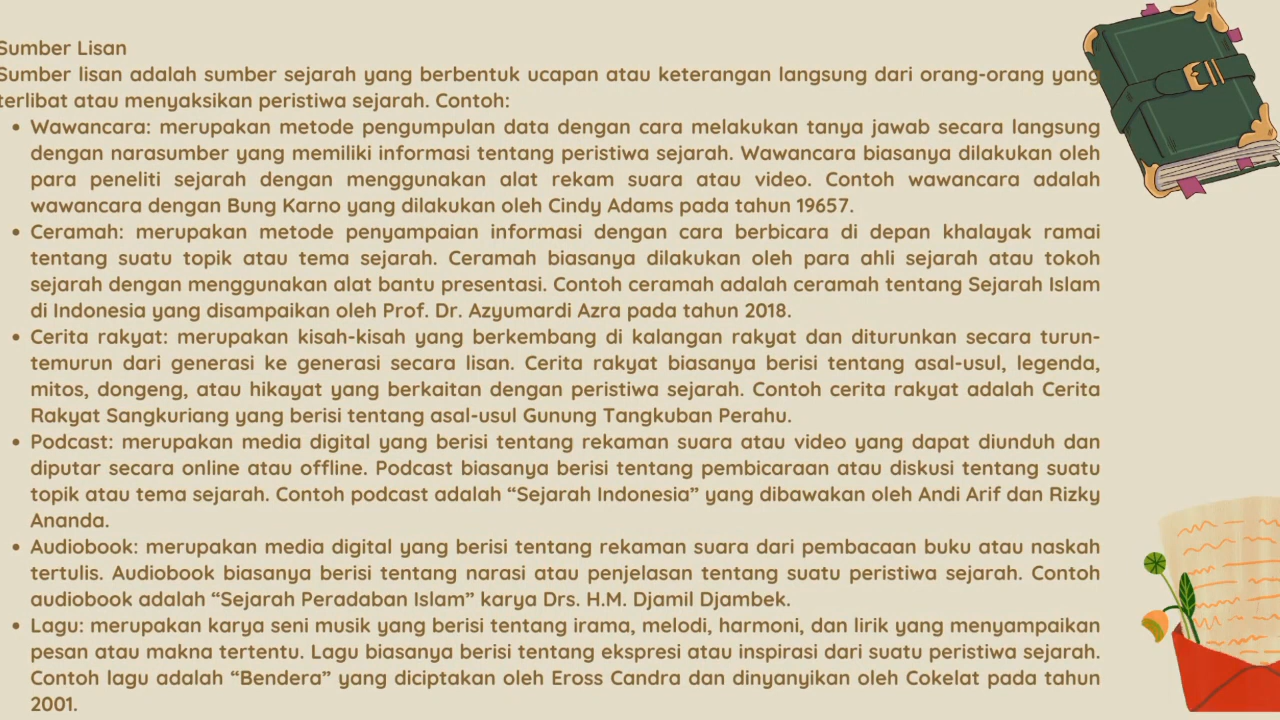 Sumber Lisan
Sumber lisan adalah sumber sejarah yang berbentuk ucapan atau keterangan langsung dari orang-orang yang
terlibat atau menyaksikan peristiwa sejarah. Contoh:
• Wawancara: merupakan metode pengumpulan data dengan cara melakukan tanya jawab secara langsung
dengan narasumber yang memiliki informasi tentang peristiwa sejarah. Wawancara biasanya dilakukan oleh
para peneliti sejarah dengan menggunakan alat rekam suara atau video. Contoh wawancara adalah
wawancara dengan Bung Karno yang dilakukan oleh Cindy Adams pada tahun 19657.
• Ceramah: merupakan metode penyampaian informasi dengan cara berbicara di depan khalayak ramai
tentang suatu topik atau tema sejarah. Ceramah biasanya dilakukan oleh para ahli sejarah atau tokoh
sejarah dengan menggunakan alat bantu presentasi. Contoh ceramah adalah ceramah tentang Sejarah Islam
di Indonesia yang disampaikan oleh Prof. Dr. Azyumardi Azra pada tahun 2018.
• Cerita rakyat: merupakan kisah-kisah yang berkembang di kalangan rakyat dan diturunkan secara turun-
temurun dari generasi ke generasi secara lisan. Cerita rakyat biasanya berisi tentang asal-usul, legenda,
mitos, dongeng, atau hikayat yang berkaitan dengan peristiwa sejarah. Contoh cerita rakyat adalah Cerita
Rakyat Sangkuriang yang berisi tentang asal-usul Gunung Tangkuban Perahu.
• Podcast: merupakan media digital yang berisi tentang rekaman suara atau video yang dapat diunduh dan
diputar secara online atau offline. Podcast biasanya berisi tentang pembicaraan atau diskusi tentang suatu
topik atau tema sejarah. Contoh podcast adalah “Sejarah Indonesia” yang dibawakan oleh Andi Arif dan Rizky
Ananda.
• Audiobook: merupakan media digital yang berisi tentang rekaman suara dari pembacaan buku atau naskah
tertulis. Audiobook biasanya berisi tentang narasi atau penjelasan tentang suatu peristiwa sejarah. Contoh
audiobook adalah “Sejarah Peradaban Islam” karya Drs. H.M. Djamil Djambek.
• Lagu: merupakan karya seni musik yang berisi tentang irama, melodi, harmoni, dan lirik yang menyampaikan
pesan atau makna tertentu. Lagu biasanya berisi tentang ekspresi atau inspirasi dari suatu peristiwa sejarah.
Contoh lagu adalah “Bendera” yang diciptakan oleh Eross Candra dan dinyanyikan oleh Cokelat pada tahun
2001.